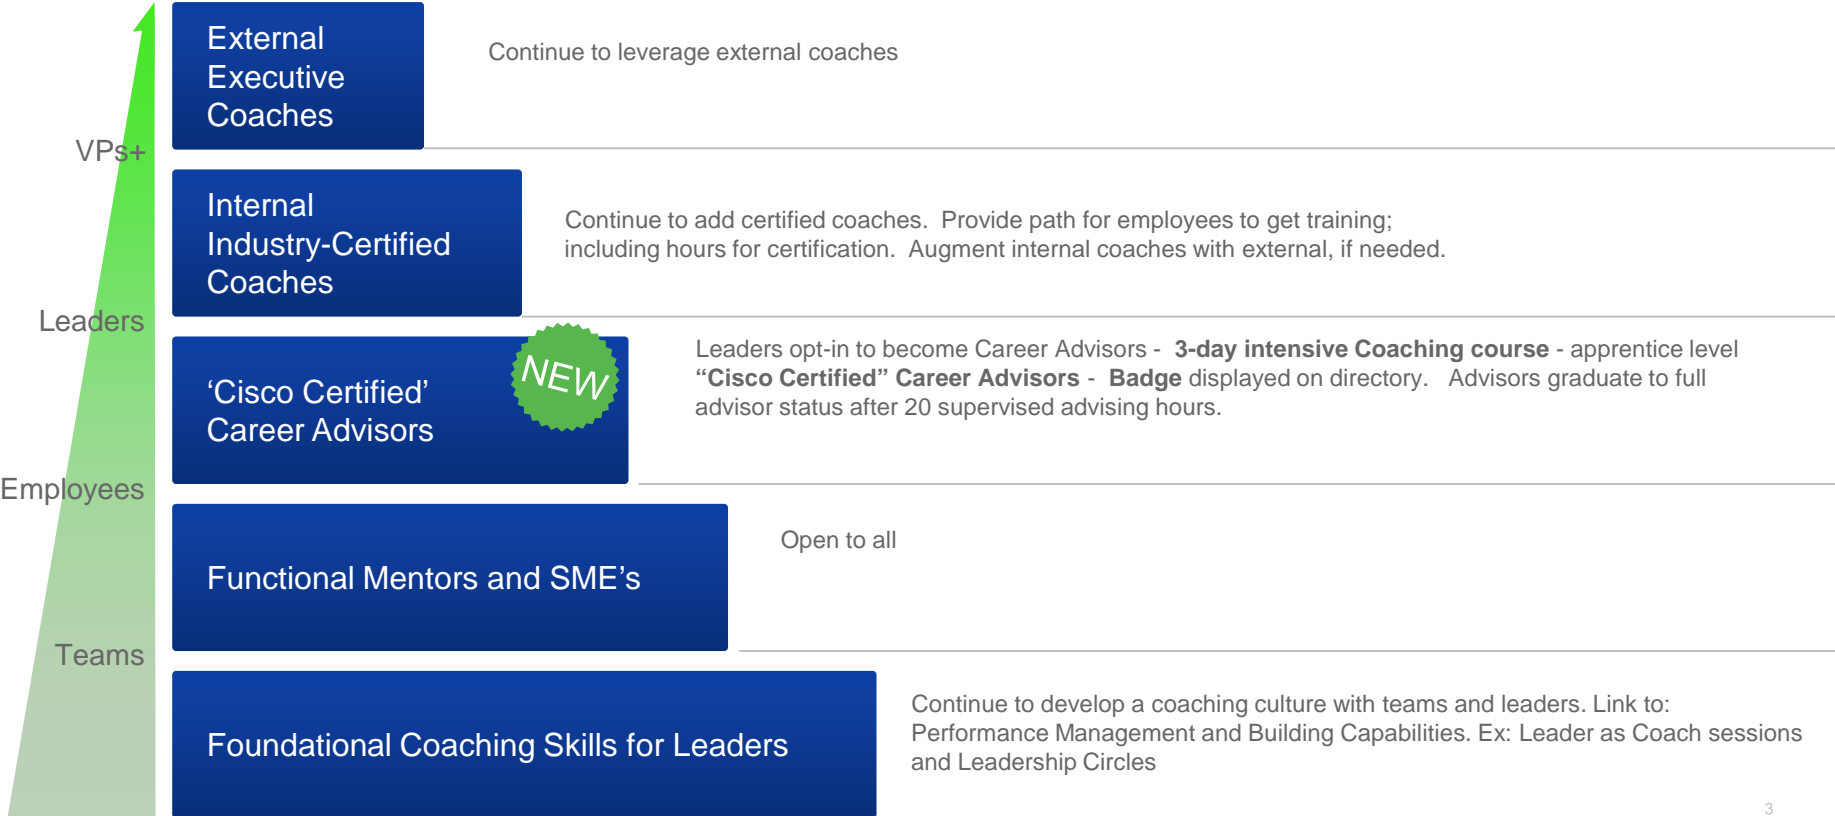 External
Executive
Coaches
Continue to leverage external coaches
VPs+
Internal
Industry-Certified
Coaches
Continue to add certified coaches.  Provide path for employees to get training;
including hours for certification.  Augment internal coaches with external, if needed.
Leaders
‘Cisco Certified’
Career Advisors
NEW
Leaders opt-in to become Career Advisors -  3-day intensive Coaching course - apprentice level
“Cisco Certified” Career Advisors -  Badge displayed on directory.   Advisors graduate to full
advisor status after 20 supervised advising hours.
Employees
Functional Mentors and SME’s
Open to all
Teams
Foundational Coaching Skills for Leaders
Continue to develop a coaching culture with teams and leaders. Link to:
Performance Management and Building Capabilities. Ex: Leader as Coach sessions
and Leadership Circles
3